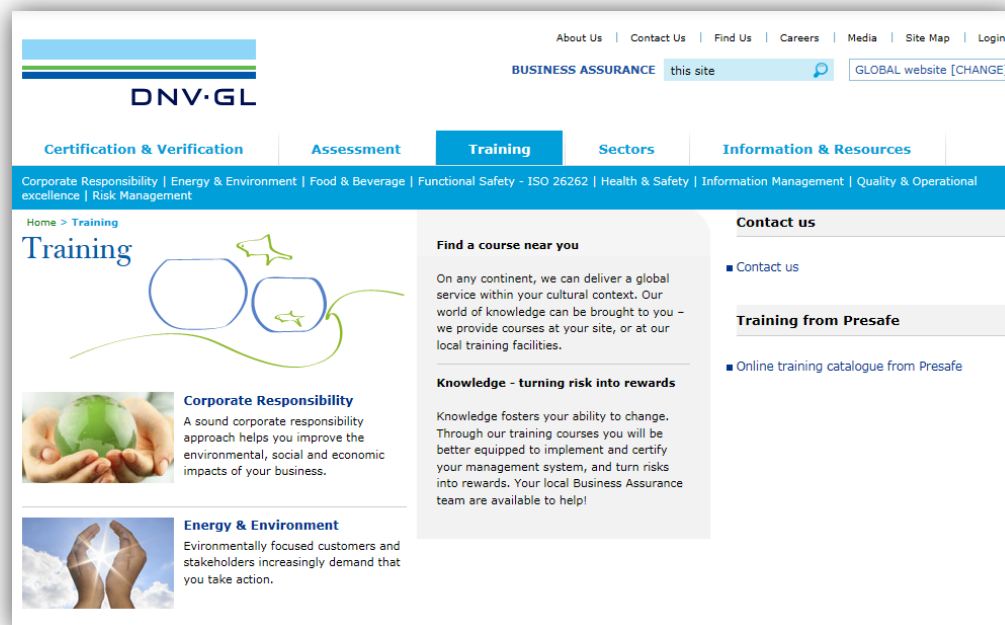 About Us | Contact Us | Find Us | Careers | Media | Site Map | Login
BUSINESS ASSURANCE this site GLOBAL website [CHANGE]
DNV·GL
Certification & Verification Assessment Training Sectors Information & Resources
Corporate Responsibility | Energy & Environment | Food & Beverage | Functional Safety - ISO 26262 | Health & Safety | Information Management | Quality & Operational
excellence | Risk Management
Home > Training
Training
Corporate Responsibility
A sound corporate responsibility
approach helps you improve the
environmental, social and economic
impacts of your business.
Energy & Environment
Evironmentally focused customers and
stakeholders increasingly demand that
you take action.
Find a course near you
On any continent, we can deliver a global
service within your cultural context. Our
world of knowledge can be brought to you –
we provide courses at your site, or at our
local training facilities.
Knowledge - turning risk into rewards
Knowledge fosters your ability to change.
Through our training courses you will be
better equipped to implement and certify
your management system, and turn risks
into rewards. Your local Business Assurance
team are available to help!
Contact us
Contact us
Training from Presafe
Online training catalogue from Presafe